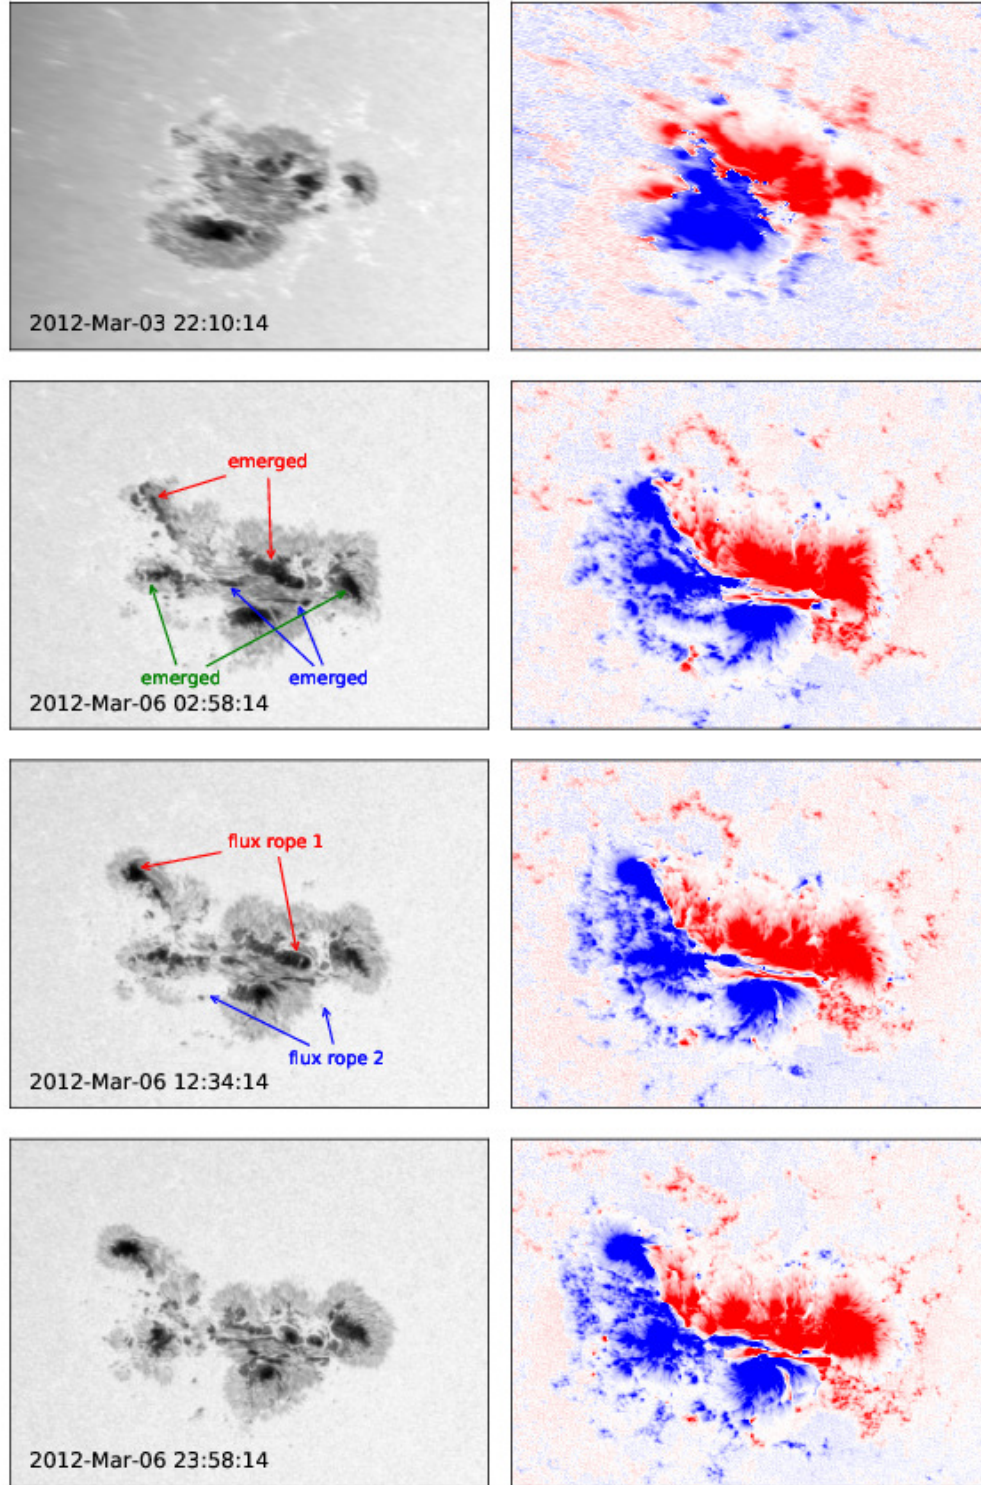 2012-Mar-03 22:10:14
emerged
emerged
emerged
2012-Mar-06 02:58:14
flux rope 1
flux rope 2
2012-Mar-06 12:34:14
2012-Mar-06 23:58:14